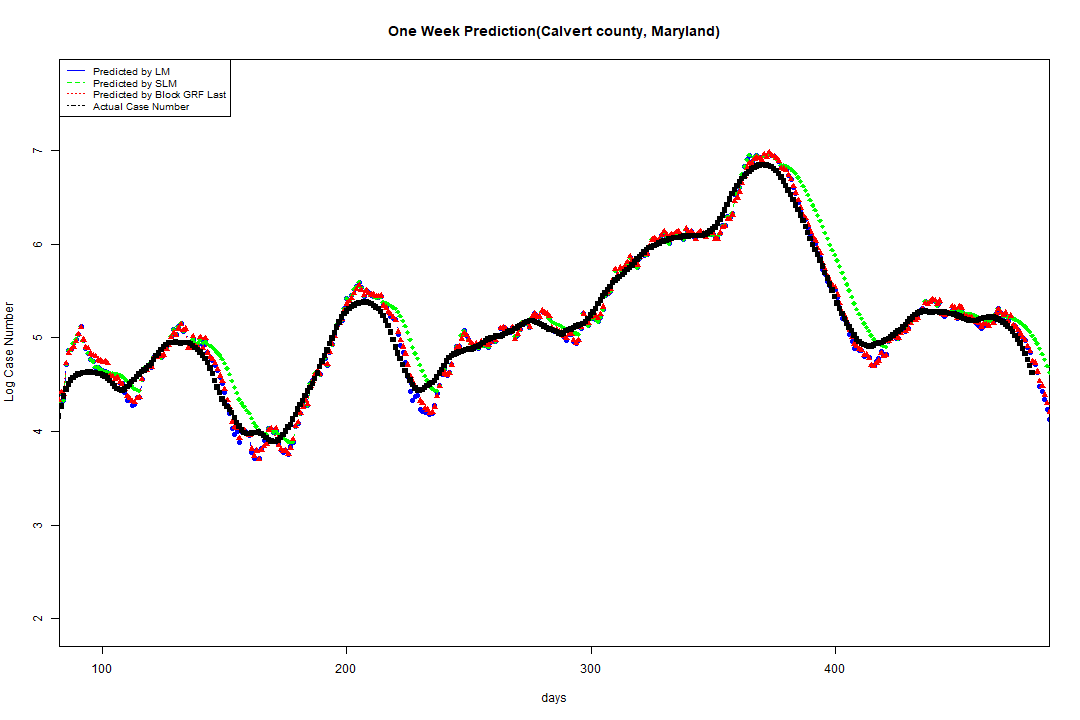 One Week Prediction(Calvert county, Maryland)
Predicted by LM
Predicted by SLM
Predicted by Block GRF Last
Actual Case Number
7
6
5
4
3
2
Log Case Number
100 200 300 400
days